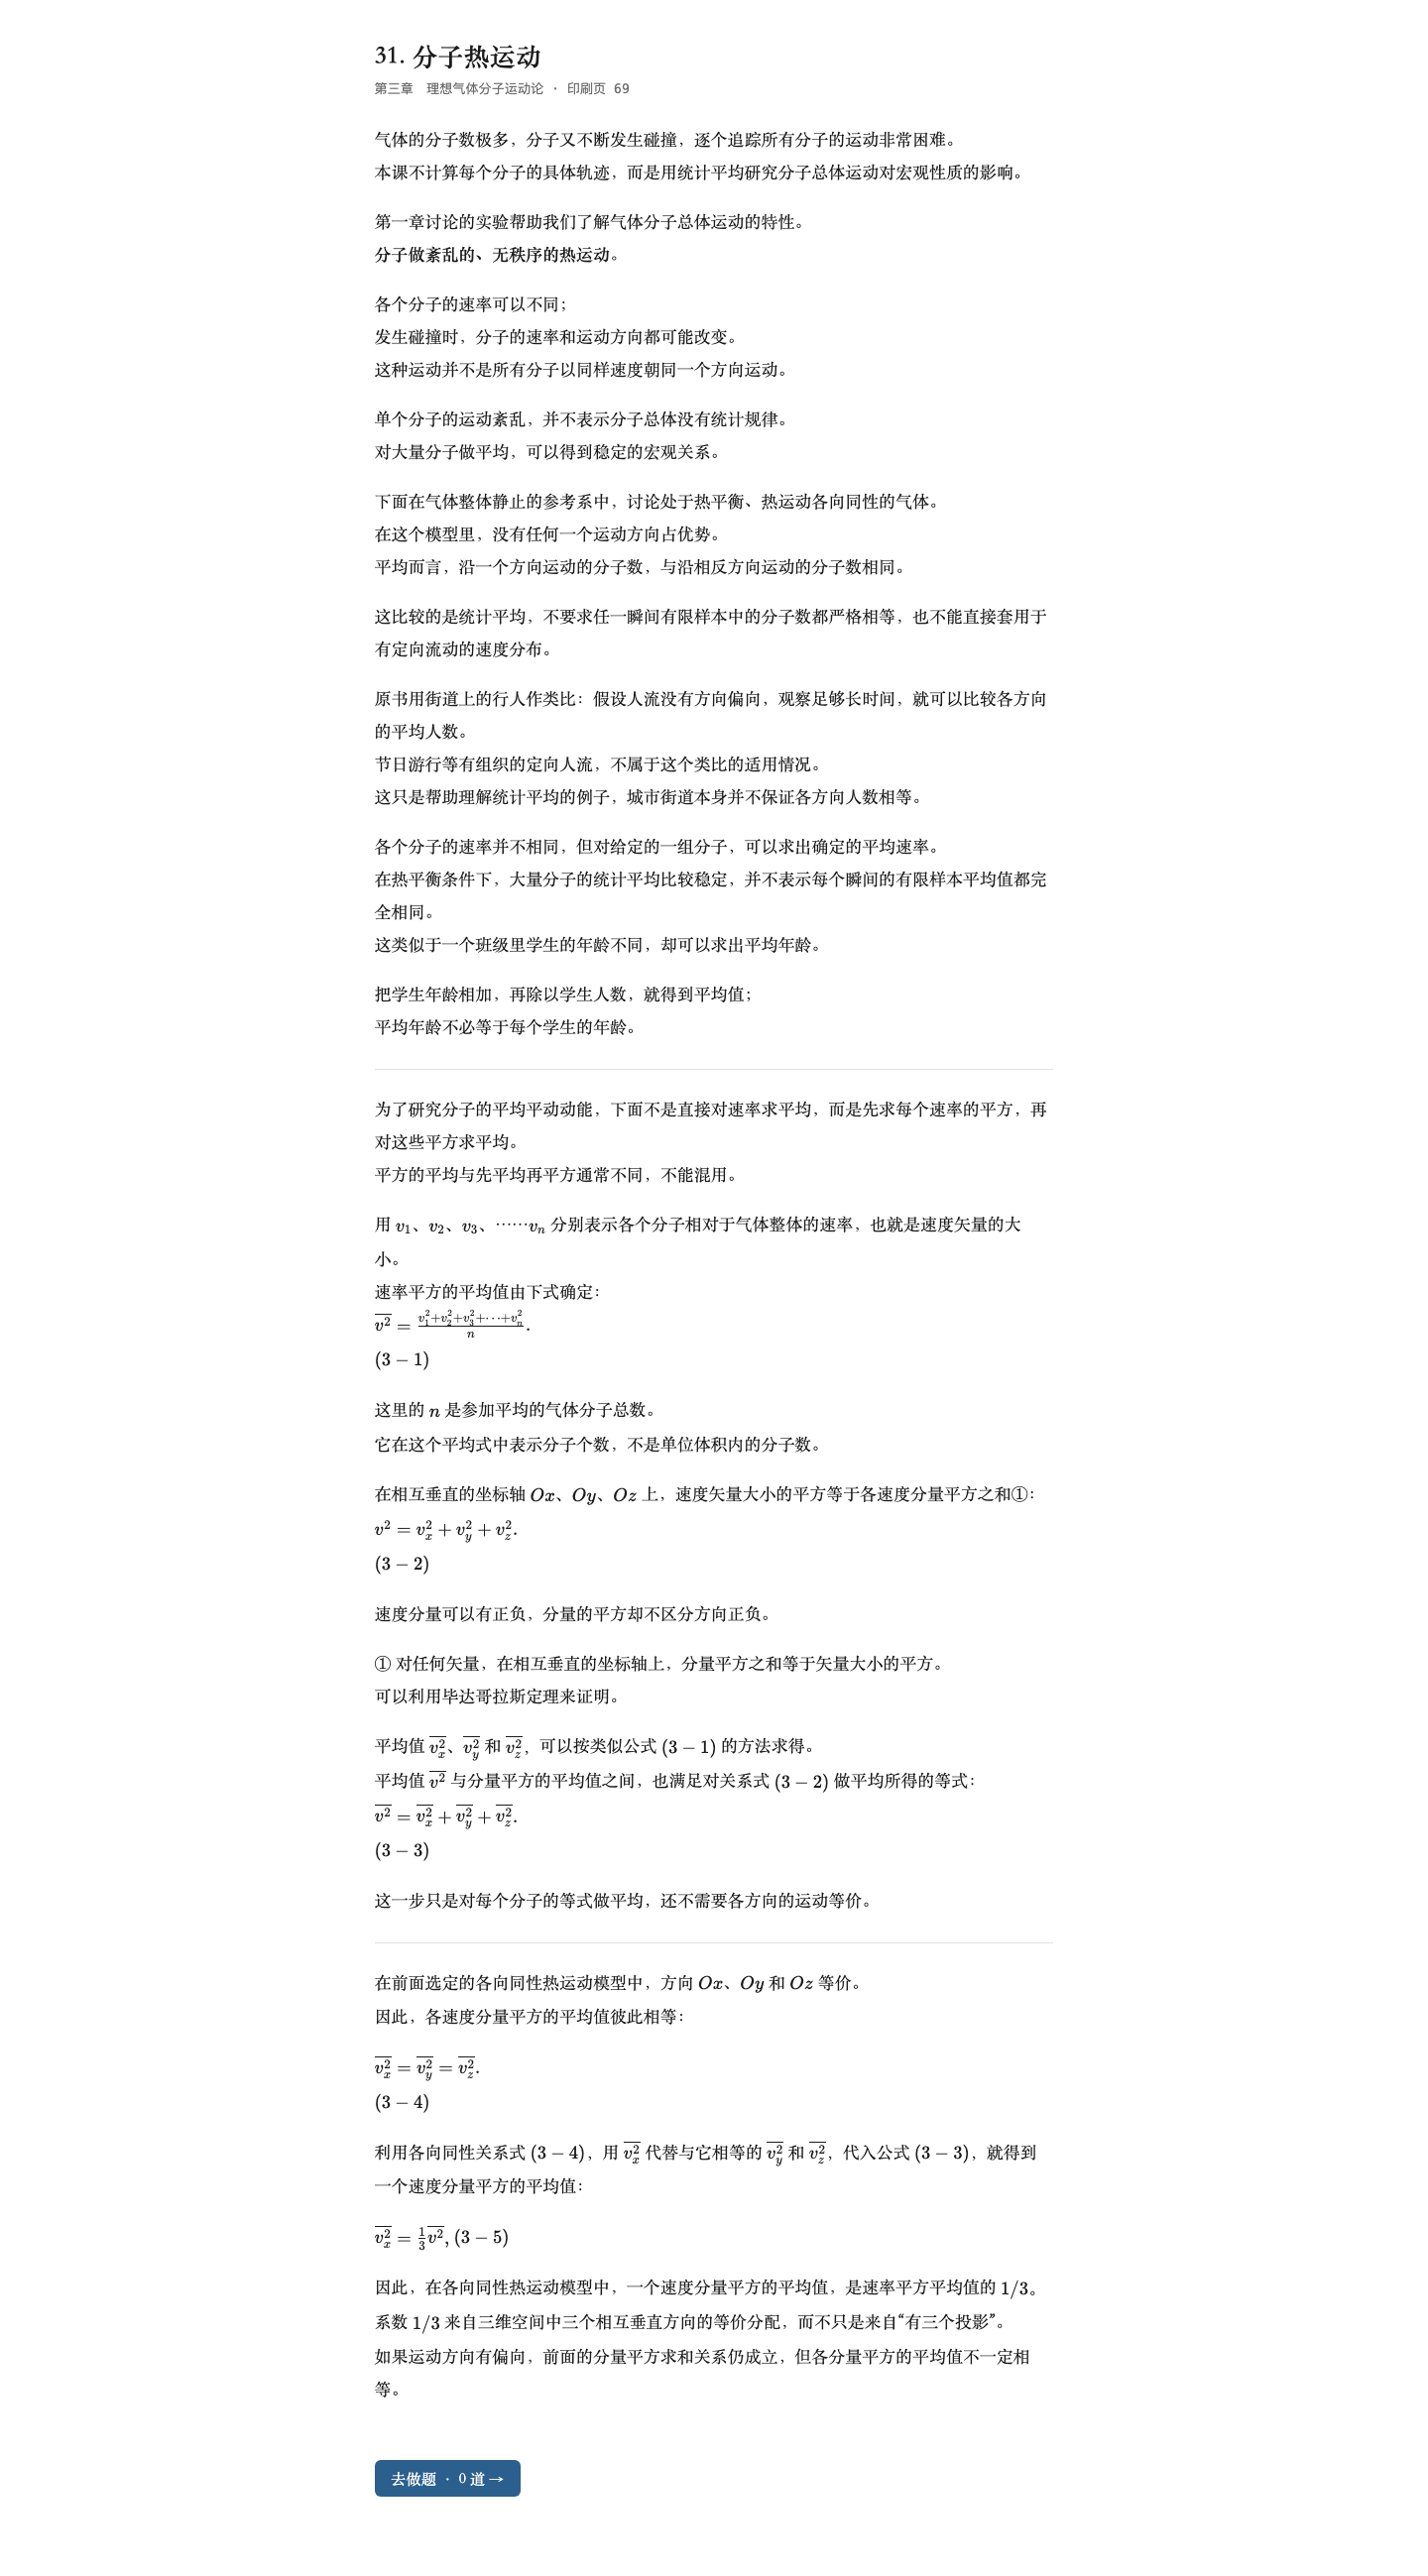 31. 分子热运动
第三章　理想气体分子运动论 · 印刷页 69
气体的分子数极多，分子又不断发生碰撞，逐个追踪所有分子的运动非常困难。
本课不计算每个分子的具体轨迹，而是用统计平均研究分子总体运动对宏观性质的影响。
第一章讨论的实验帮助我们了解气体分子总体运动的特性。
分子做紊乱的、无秩序的热运动。
各个分子的速率可以不同；
发生碰撞时，分子的速率和运动方向都可能改变。
这种运动并不是所有分子以同样速度朝同一个方向运动。
单个分子的运动紊乱，并不表示分子总体没有统计规律。
对大量分子做平均，可以得到稳定的宏观关系。
下面在气体整体静止的参考系中，讨论处于热平衡、热运动各向同性的气体。
在这个模型里，没有任何一个运动方向占优势。
平均而言，沿一个方向运动的分子数，与沿相反方向运动的分子数相同。
这比较的是统计平均，不要求任一瞬间有限样本中的分子数都严格相等，也不能直接套用于
有定向流动的速度分布。
原书用街道上的行人作类比：假设人流没有方向偏向，观察足够长时间，就可以比较各方向
的平均人数。
节日游行等有组织的定向人流，不属于这个类比的适用情况。
这只是帮助理解统计平均的例子，城市街道本身并不保证各方向人数相等。
各个分子的速率并不相同，但对给定的一组分子，可以求出确定的平均速率。
在热平衡条件下，大量分子的统计平均比较稳定，并不表示每个瞬间的有限样本平均值都完
全相同。
这类似于一个班级里学生的年龄不同，却可以求出平均年龄。
把学生年龄相加，再除以学生人数，就得到平均值；
平均年龄不必等于每个学生的年龄。
为了研究分子的平均平动动能，下面不是直接对速率求平均，而是先求每个速率的平方，再
对这些平方求平均。
平方的平均与先平均再平方通常不同，不能混用。
用 $v_1$、$v_2$、$v_3$、……$v_n$ 分别表示各个分子相对于气体整体的速率，也就是速度矢量的大
小。
速率平方的平均值由下式确定：
$\overline{v^2} = \frac{v_1^2+v_2^2+v_3^2+\cdots+v_n^2}{n}.$
(3 − 1)
这里的 $n$ 是参加平均的气体分子总数。
它在这个平均式中表示分子个数，不是单位体积内的分子数。
在相互垂直的坐标轴 $Ox$、$Oy$、$Oz$ 上，速度矢量大小的平方等于各速度分量平方之和①：
$v^2 = v_x^2 + v_y^2 + v_z^2.$
(3 − 2)
速度分量可以有正负，分量的平方却不区分方向正负。
① 对任何矢量，在相互垂直的坐标轴上，分量平方之和等于矢量大小的平方。
可以利用毕达哥拉斯定理来证明。
平均值 $\overline{v_x^2}$、$\overline{v_y^2}$ 和 $\overline{v_z^2}$，可以按类似公式 (3 − 1) 的方法求得。
平均值 $\overline{v^2}$ 与分量平方的平均值之间，也满足对关系式 (3 − 2) 做平均所得的等式：
$\overline{v^2} = \overline{v_x^2} + \overline{v_y^2} + \overline{v_z^2}.$
(3 − 3)
这一步只是对每个分子的等式做平均，还不需要各方向的运动等价。
在前面选定的各向同性热运动模型中，方向 $Ox$、$Oy$ 和 $Oz$ 等价。
因此，各速度分量平方的平均值彼此相等：
$\overline{v_x^2} = \overline{v_y^2} = \overline{v_z^2}.$
(3 − 4)
利用各向同性关系式 (3 − 4)，用 $\overline{v_x^2}$ 代替与它相等的 $\overline{v_y^2}$ 和 $\overline{v_z^2}$，代入公式 (3 − 3)，就得到
一个速度分量平方的平均值：
$\overline{v_x^2} = \frac{1}{3}\overline{v^2}$, (3 − 5)
因此，在各向同性热运动模型中，一个速度分量平方的平均值，是速率平方平均值的 1/3。
系数 1/3 来自三维空间中三个相互垂直方向的等价分配，而不只是来自“有三个投影”。
如果运动方向有偏向，前面的分量平方求和关系仍成立，但各分量平方的平均值不一定相
等。
去做题 · 0 道 →